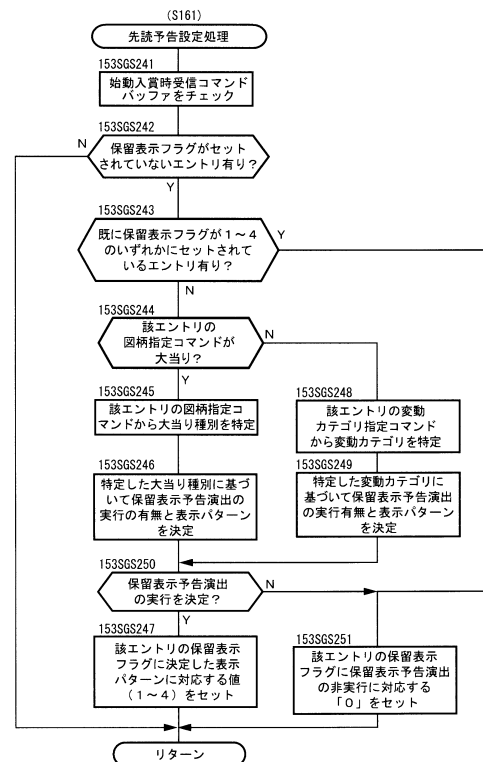 (S161)
先読予告設定処理
153SGS241
始動入賞時受信コマンド
バッファをチェック
153SGS242
保留表示フラグがセット
されていないエントリ有り？
N
Y
153SGS243
既に保留表示フラグが１～４
のいずれかにセットされて
いるエントリ有り？
Y
N
153SGS244
該エントリの
図柄指定コマンドが
大当り？
N
Y
153SGS245
該エントリの図柄指定コ
マンドから大当り種別を特定
153SGS248
該エントリの変動
カテゴリ指定コマンド
から変動カテゴリを特定
153SGS246
特定した大当り種別に基づ
いて保留表示予告演出の
実行の有無と表示パターン
を決定
153SGS249
特定した変動カテゴリに
基づいて保留表示予告演出
の実行有無と表示パターン
を決定
153SGS250
保留表示予告演出
の実行を決定？
N
Y
153SGS247
該エントリの保留表示
フラグに決定した表示
パターンに対応する値
（１～４）をセット
153SGS251
該エントリの保留表示
フラグに保留表示予告演出
の非実行に対応する
「０」をセット
リターン